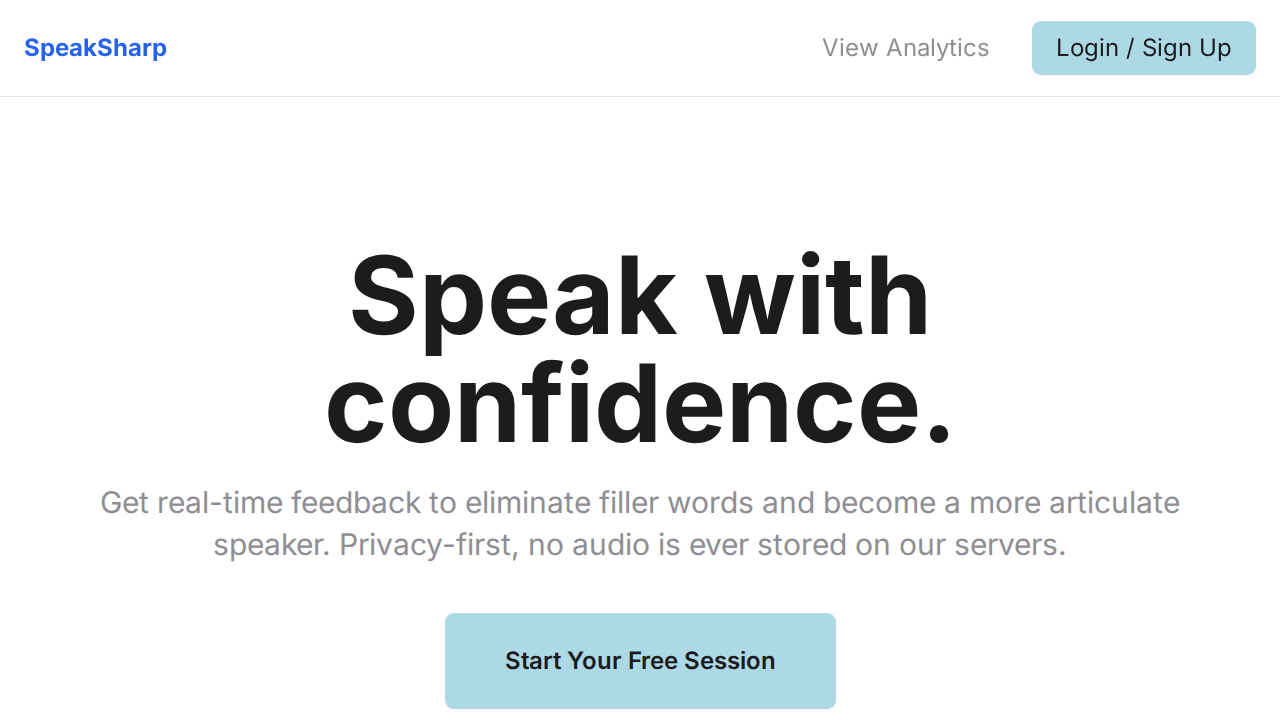 SpeakSharp
View Analytics
Login / Sign Up
Speak with
confidence.
Get real-time feedback to eliminate filler words and become a more articulate
speaker. Privacy-first, no audio is ever stored on our servers.
Start Your Free Session